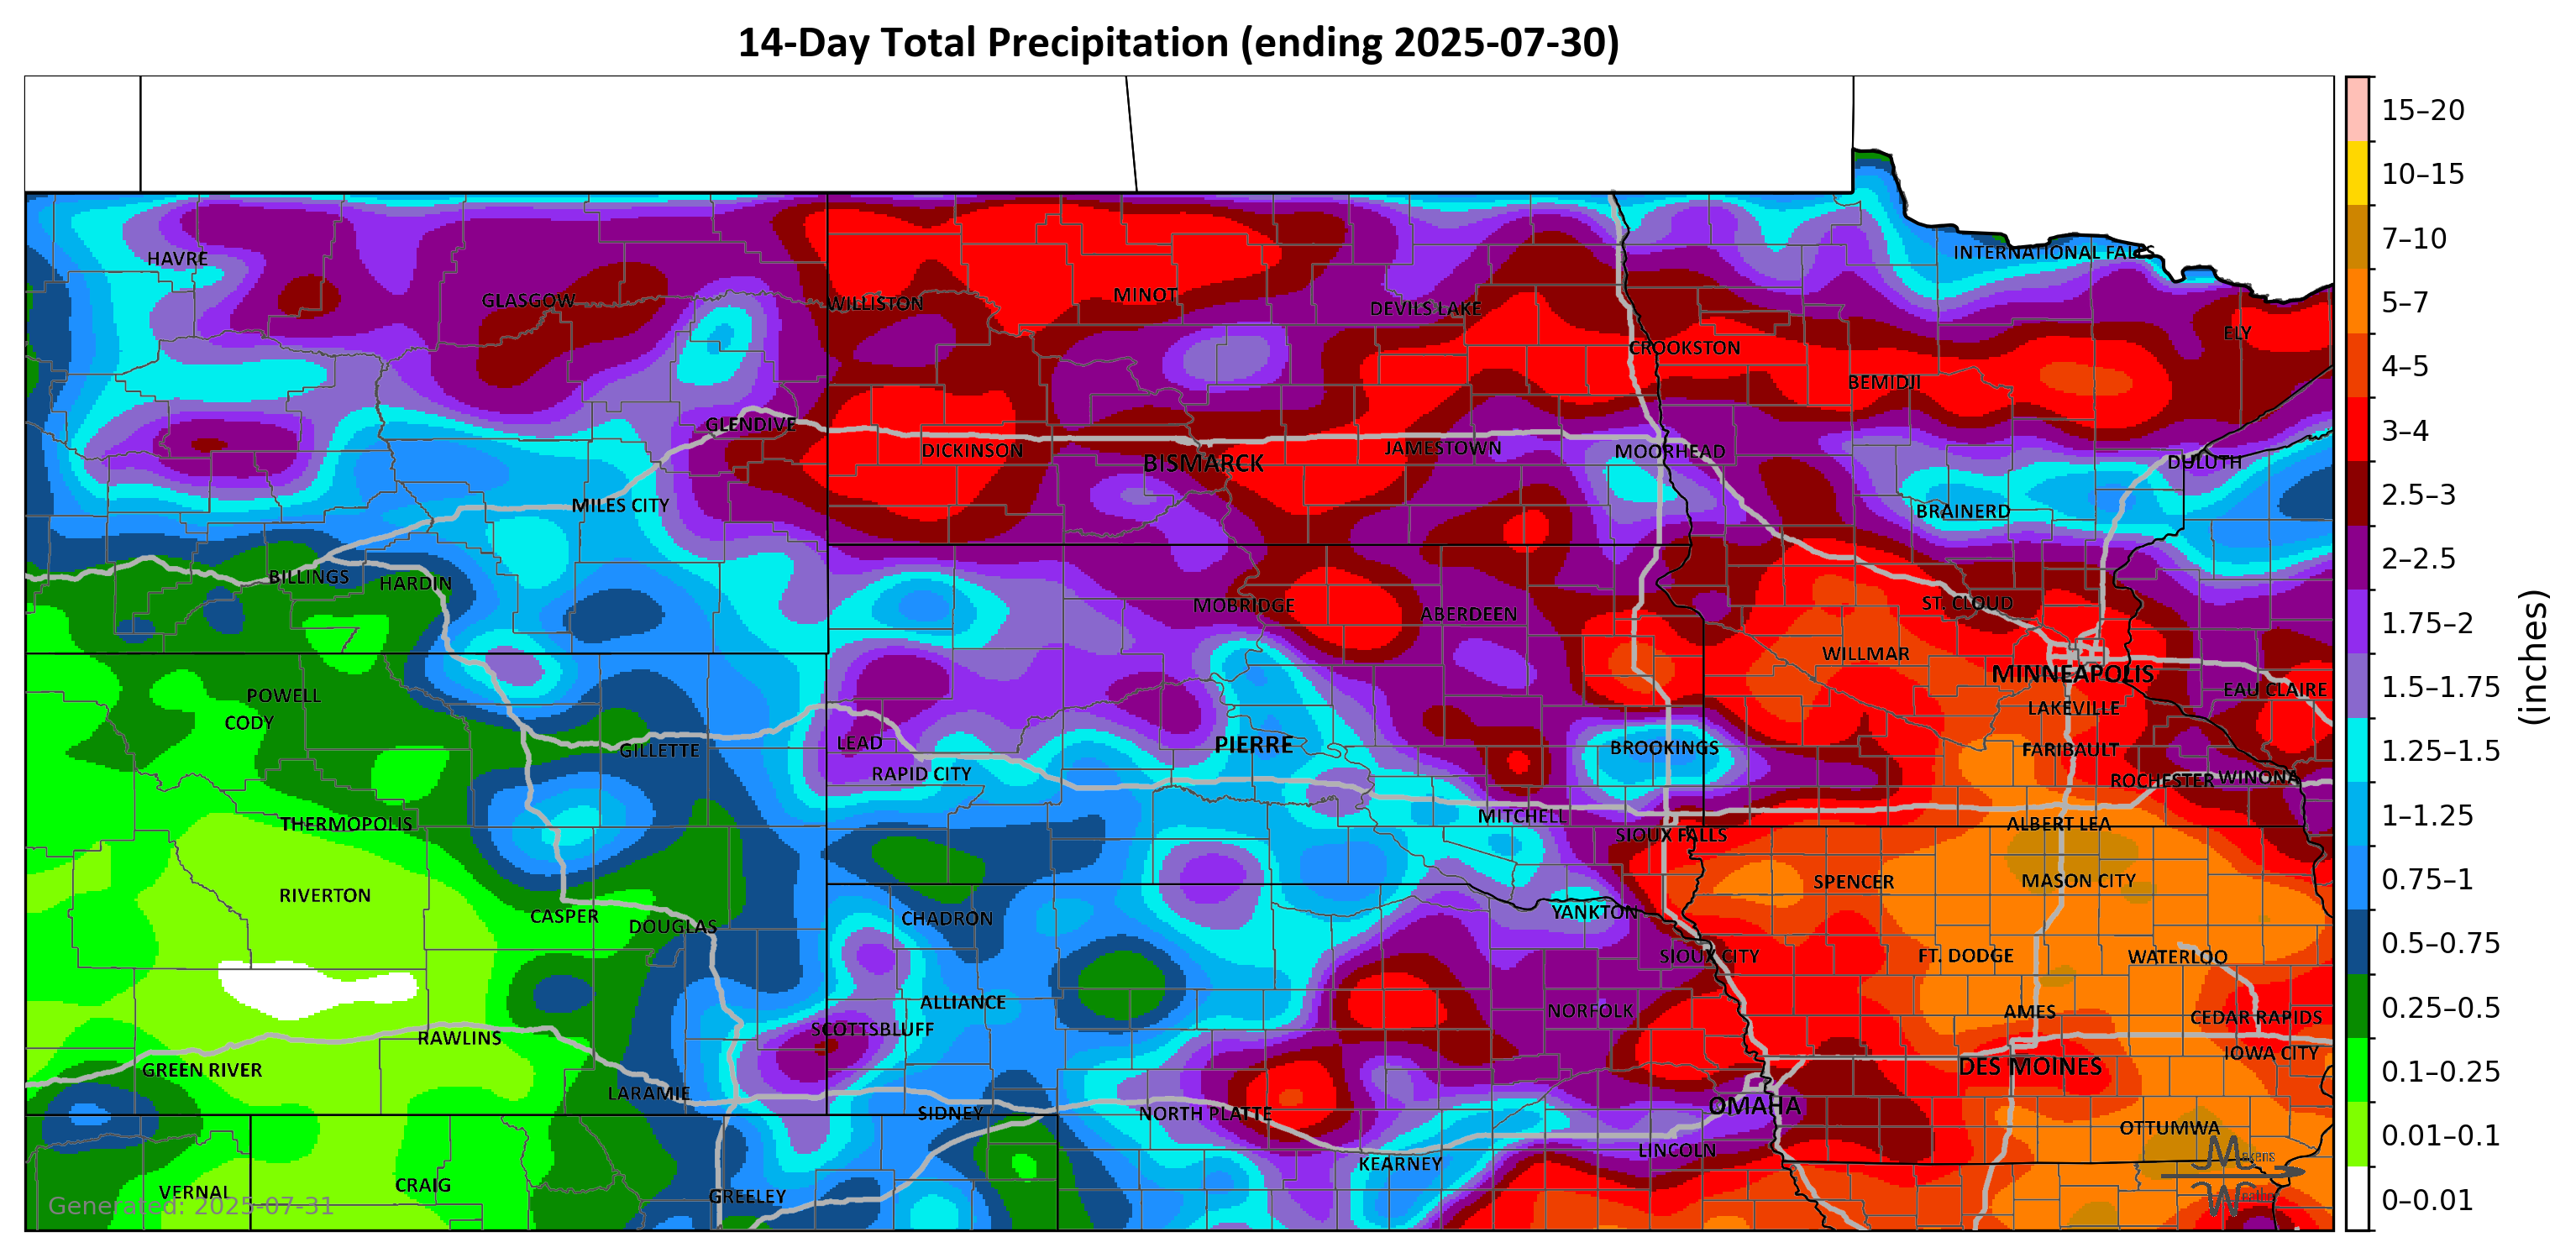 14-Day Total Precipitation (ending 2025-07-30)
15–20
10–15
7–10
5–7
4–5
3–4
2.5–3
2–2.5
1.75–2
1.5–1.75
1.25–1.5
1–1.25
0.75–1
0.5–0.75
0.25–0.5
0.1–0.25
0.01–0.1
0–0.01
(inches)
HAVRE
INTERNATIONAL FALLS
GLASGOW
WILLISTON
MINOT
DEVILS LAKE
ELY
CROOKSTON
BEMIDJI
GLENDIVE
DICKINSON
BISMARCK
JAMESTOWN
MOORHEAD
DULUTH
MILES CITY
BRAINERD
BILLINGS
HARDIN
MOBRIDGE
ABERDEEN
ST. CLOUD
WILLMAR
MINNEAPOLIS
EAU CLAIRE
POWELL
CODY
LAKEVILLE
GILLETTE
LEAD
RAPID CITY
PIERRE
BROOKINGS
FARIBAULT
ROCHESTER
WINONA
THERMOPOLIS
MITCHELL
SIOUX FALLS
ALBERT LEA
RIVERTON
CASPER
DOUGLAS
CHADRON
YANKTON
SPENCER
MASON CITY
SIOUX CITY
FT. DODGE
WATERLOO
ALLIANCE
SCOTTSBLUFF
NORFOLK
AMES
CEDAR RAPIDS
RAWLINS
GREEN RIVER
DES MOINES
IOWA CITY
LARAMIE
SIDNEY
NORTH PLATTE
OMAHA
OTTUMWA
LINCOLN
KEARNEY
VERNAL
CRAIG
GREELEY
Generated: 2025-07-31